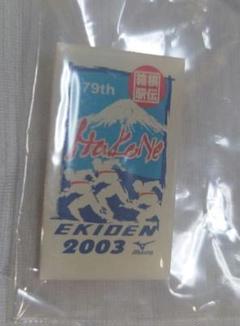 79th
箱根
駅伝
HaKoNe
EKIDEN
2003
MIZUNO